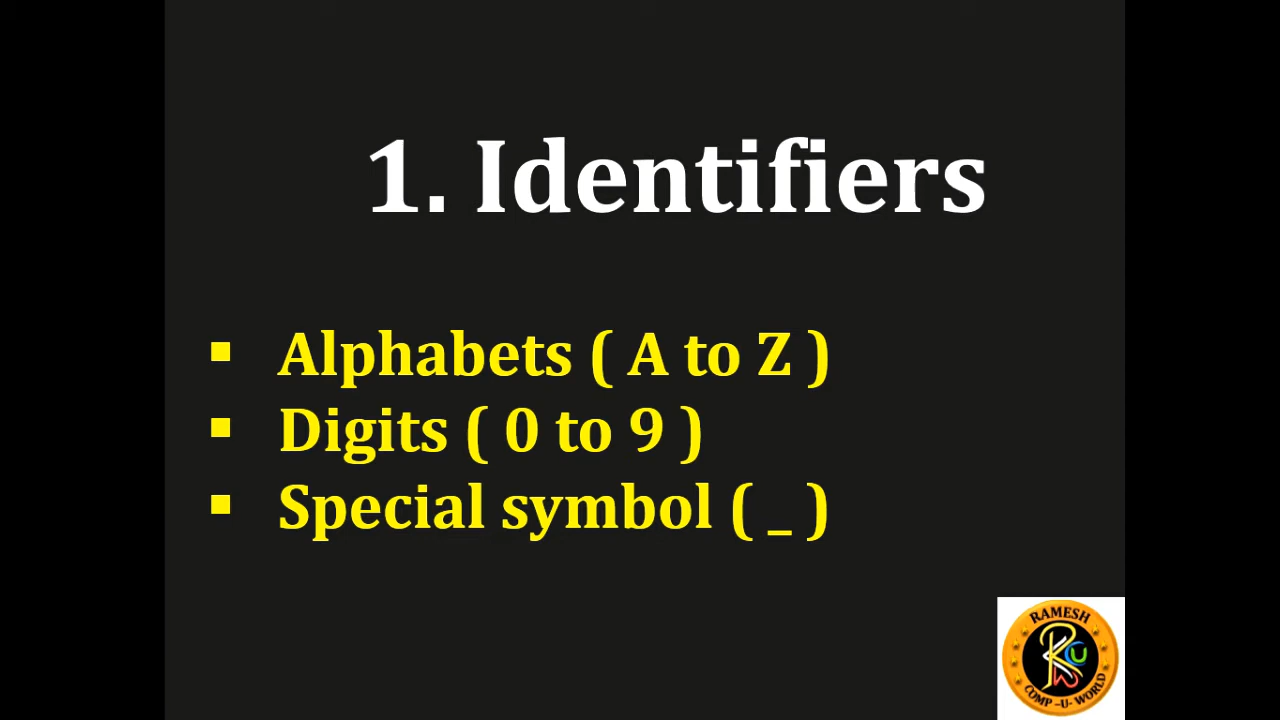 1. Identifiers
▪ Alphabets ( A to Z )
▪ Digits ( 0 to 9 )
▪ Special symbol ( _ )
RAMESH
COMP -U- WORLD